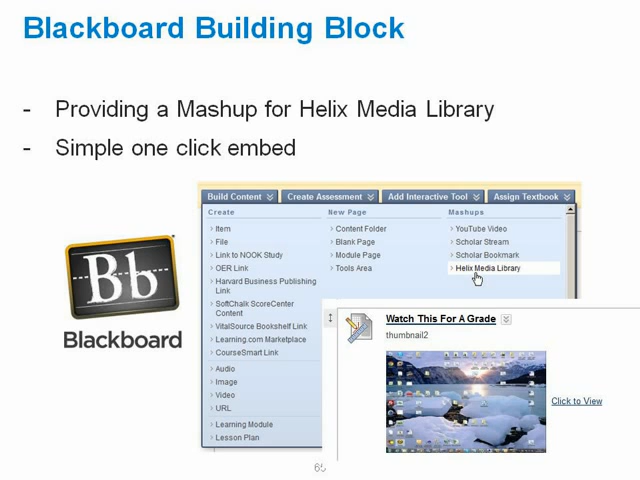 Blackboard Building Block
- Providing a Mashup for Helix Media Library
- Simple one click embed
Build Content Create Assessment Add Interactive Tool Assign Textbook
Create New Page Mashups
Item Content Folder YouTube Video
File Blank Page Scholar Stream
Link to NOOK Study Module Page Scholar Bookmark
OER Link Tools Area Helix Media Library
Harvard Business Publishing
Link
SoftChalk ScoreCenter
Content
VitalSource Bookshelf Link
Learning.com Marketplace
CourseSmart Link
Audio
Image
Video
URL
Learning Module
Lesson Plan
Bb
Blackboard
Watch This For A Grade
thumbnail2
Click to View